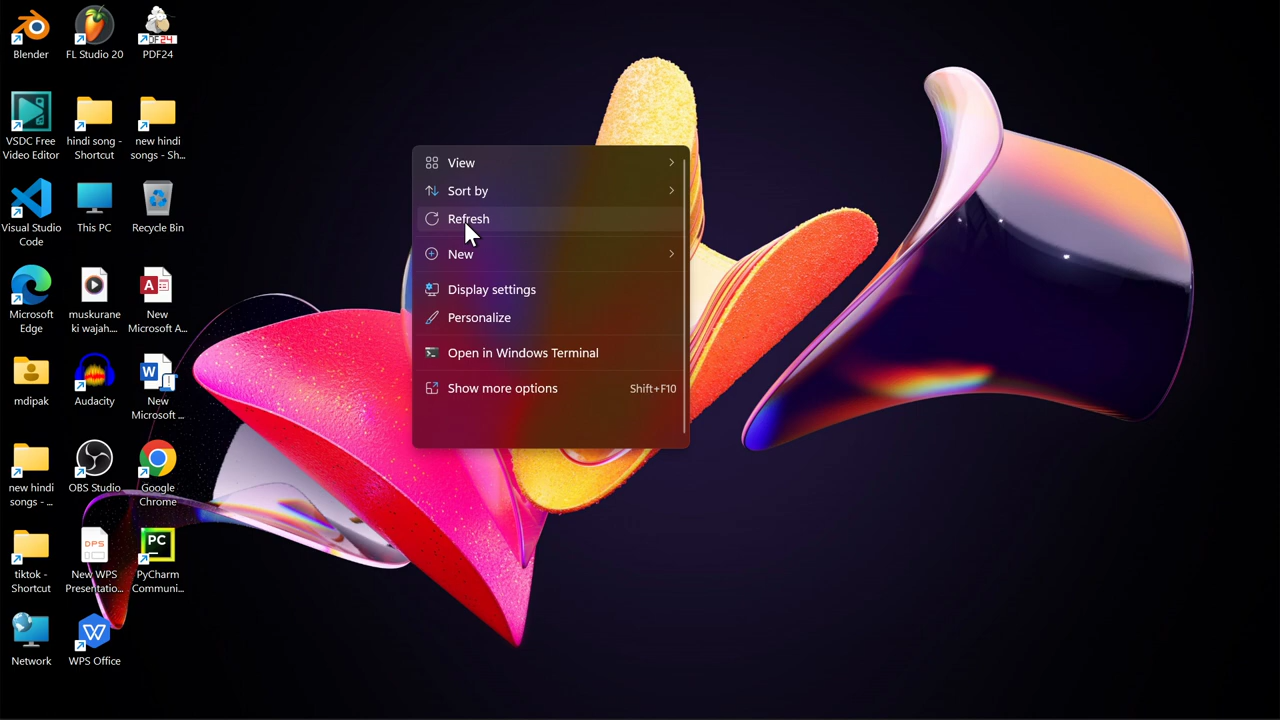 Blender
FL Studio 20
PDF24
VSDC Free
Video Editor
hindi song -
Shortcut
new hindi
songs - Sh...
Visual Studio
Code
This PC
Recycle Bin
Microsoft
Edge
muskurane
ki wajah....
New
Microsoft A...
mdipak
Audacity
New
Microsoft ...
new hindi
songs - ...
OBS Studio
Google
Chrome
tiktok -
Shortcut
New WPS
Presentatio...
PyCharm
Communi...
Network
WPS Office
View
Sort by
Refresh
New
Display settings
Personalize
Open in Windows Terminal
Show more options Shift+F10
DPS
PC